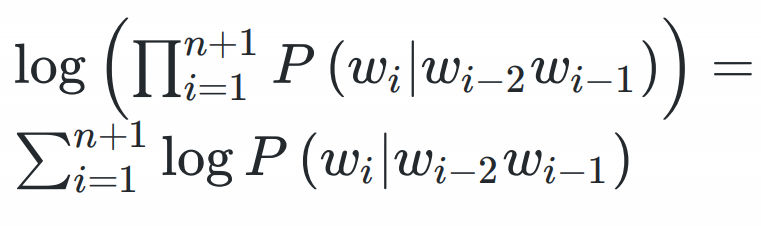 log (∏_{i=1}^{n+1} P (w_i|w_{i−2}w_{i−1})) =
∑_{i=1}^{n+1} log P (w_i|w_{i−2}w_{i−1})